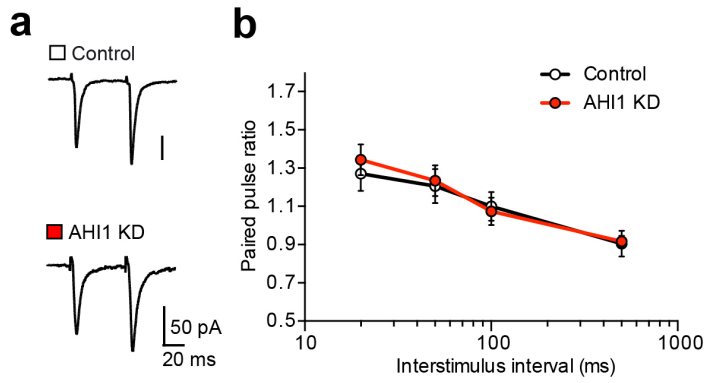 a
Control
AHI1 KD
50 pA
20 ms
b
Control
AHI1 KD
Paired pulse ratio
1.7
1.5
1.3
1.1
0.9
0.7
0.5
10
100
1000
Interstimulus interval (ms)